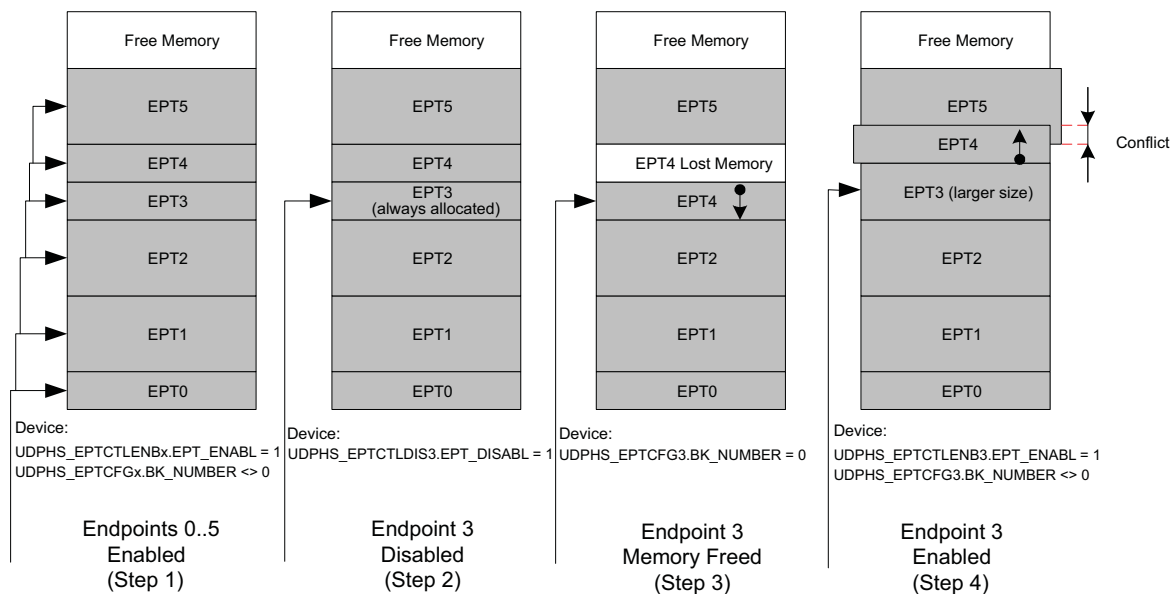 Free Memory
EPT5
EPT4
EPT3
EPT2
EPT1
EPT0
Device:
UDPHS_EPTCTLENBx.EPT_ENABL = 1
UDPHS_EPTCFGx.BK_NUMBER <> 0
Endpoints 0..5
Enabled
(Step 1)
Free Memory
EPT5
EPT4
EPT3
(always allocated)
EPT2
EPT1
EPT0
Device:
UDPHS_EPTCTLDIS3.EPT_DISABL = 1
Endpoint 3
Disabled
(Step 2)
Free Memory
EPT5
EPT4 Lost Memory
EPT4
EPT2
EPT1
EPT0
Device:
UDPHS_EPTCFG3.BK_NUMBER = 0
Endpoint 3
Memory Freed
(Step 3)
Free Memory
EPT5
EPT4
Conflict
EPT3 (larger size)
EPT2
EPT1
EPT0
Device:
UDPHS_EPTCTLENB3.EPT_ENABL = 1
UDPHS_EPTCFG3.BK_NUMBER <> 0
Endpoint 3
Enabled
(Step 4)